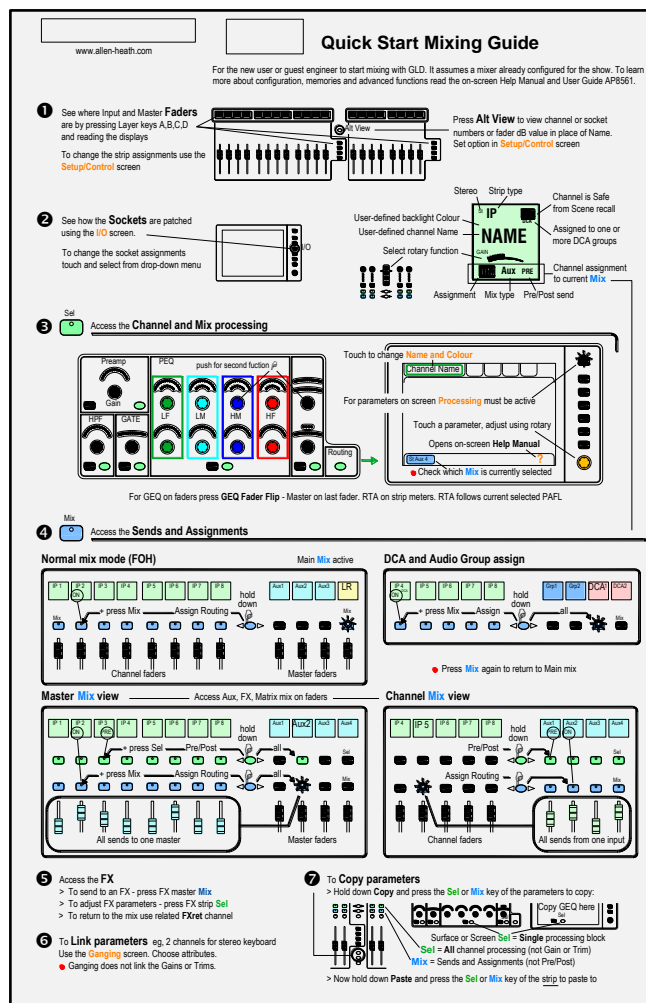 Quick Start Mixing Guide
www.allen-heath.com
For the new user or guest engineer to start mixing with GLD. It assumes a mixer already configured for the show. To learn
more about configuration, memories and advanced functions read the on-screen Help Manual and User Guide AP8561.
❶ See where Input and Master Faders
are by pressing Layer keys A,B,C,D
and reading the displays
To change the strip assignments use the
Setup/Control screen
Alt View
Press Alt View to view channel or socket
numbers or fader dB value in place of Name.
Set option in Setup/Control screen
❷ See how the Sockets are patched
using the I/O screen.
To change the socket assignments
touch and select from drop-down menu
I/O
Stereo Strip type
St IP
Channel is Safe
from Scene recall
DCA
User-defined backlight Colour
User-defined channel Name
NAME
Assigned to one or
more DCA groups
Select rotary function
GAIN
Aux PRE
Channel assignment
to current Mix
Assignment Mix type Pre/Post send
❸ Sel
Access the Channel and Mix processing
Preamp
Gain
HPF GATE
PEQ push for second fuction
LF LM HM HF
Routing
Touch to change Name and Colour
Channel Name
For parameters on screen Processing must be active
Touch a parameter, adjust using rotary
Opens on-screen Help Manual
St Aux 4 ?
Check which Mix is currently selected
For GEQ on faders press GEQ Fader Flip - Master on last fader. RTA on strip meters. RTA follows current selected PAFL
❹ Mix
Access the Sends and Assignments
Normal mix mode (FOH) Main Mix active
IP 1 IP 2 IP 3 IP 4 IP 5 IP 6 IP 7 IP 8 Aux1 Aux2 Aux3 LR
ON
hold
down
Mix + press Mix Assign Routing Mix
Channel faders Master faders
DCA and Audio Group assign
IP 4 IP 5 IP 6 IP 7 IP 8 Grp1 Grp2 DCA1 DCA2
ON
hold
down
+ press Mix Assign all Mix
Press Mix again to return to Main mix
Master Mix view Access Aux, FX, Matrix mix on faders
IP 1 IP 2 IP 3 IP 4 IP 5 IP 6 IP 7 IP 8 Aux1 Aux2 Aux3 Aux4
ON PRE
hold
down
+ press Sel Pre/Post all Sel
+ press Mix Assign Routing all Mix
All sends to one master Master faders
Channel Mix view
IP 4 IP 5 IP 6 IP 7 IP 8 Aux1 Aux2 Aux3 Aux4
PRE ON
hold
down
Pre/Post Sel
Assign Routing Mix
Channel faders All sends from one input
❺ Access the FX
> To send to an FX - press FX master Mix
> To adjust FX parameters - press FX strip Sel
> To return to the mix use related FXret channel
❻ To Link parameters eg, 2 channels for stereo keyboard
Use the Ganging screen. Choose attributes.
Ganging does not link the Gains or Trims.
❼ To Copy parameters
> Hold down Copy and press the Sel or Mix key of the parameters to copy:
Copy GEQ here
Sel
Surface or Screen Sel = Single processing block
Sel = All channel processing (not Gain or Trim)
Mix = Sends and Assignments (not Pre/Post)
> Now hold down Paste and press the Sel or Mix key of the strip to paste to